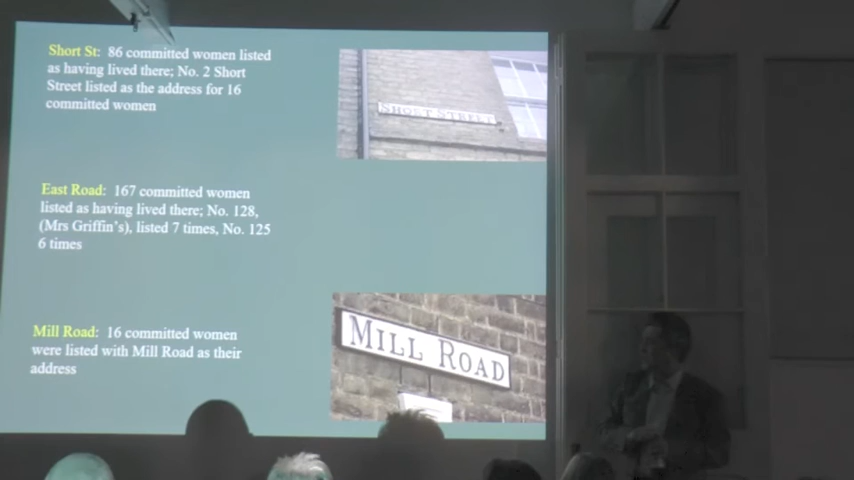 Short St: 86 committed women listed
as having lived there; No. 2 Short
Street listed as the address for 16
committed women
SHORT STREET
East Road: 167 committed women
listed as having lived there; No. 128,
(Mrs Griffin's), listed 7 times, No. 125
6 times
Mill Road: 16 committed women
were listed with Mill Road as their
address
MILL ROAD